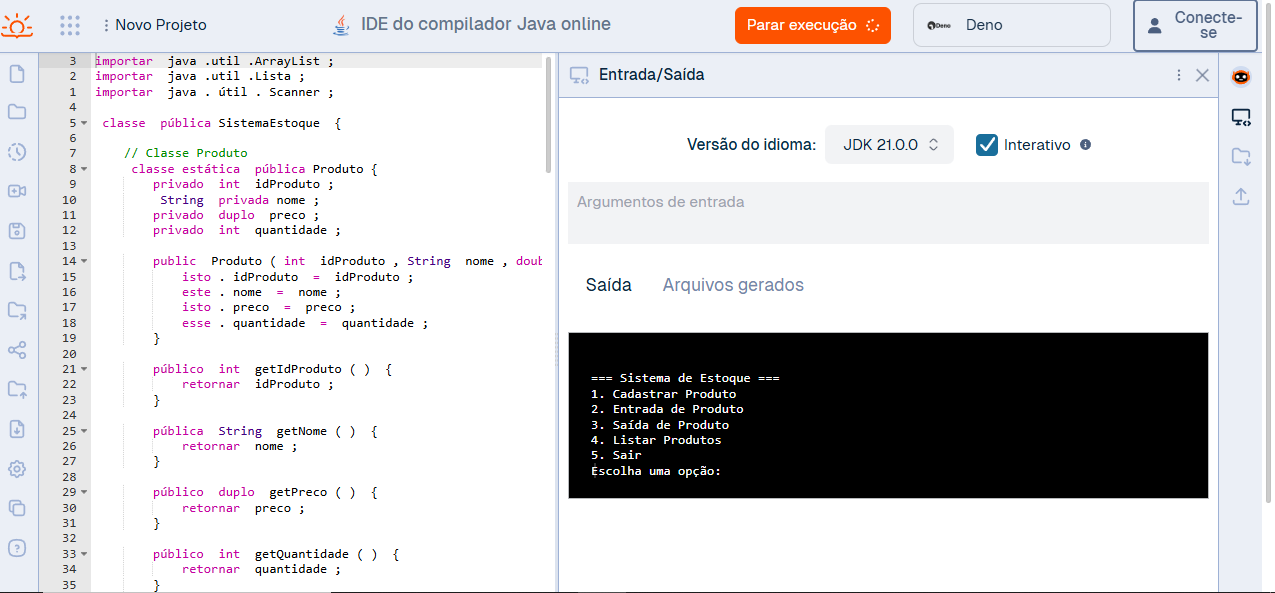 Novo Projeto
IDE do compilador Java online
Parar execução
Deno
Deno
Conecte-
se
3 importar java .util .ArrayList ;
2 importar java .util .Lista ;
1 importar java . útil . Scanner ;
4
5 classe pública SistemaEstoque {
6
7 // Classe Produto
8 classe estática pública Produto {
9 privado int idProduto ;
10 String privada nome ;
11 privado duplo preco ;
12 privado int quantidade ;
13
14 public Produto ( int idProduto , String nome , doub
15 isto . idProduto = idProduto ;
16 este . nome = nome ;
17 isto . preco = preco ;
18 esse . quantidade = quantidade ;
19 }
20
21 público int getIdProduto ( ) {
22 retornar idProduto ;
23 }
24
25 pública String getNome ( ) {
26 retornar nome ;
27 }
28
29 público duplo getPreco ( ) {
30 retornar preco ;
31 }
32
33 público int getQuantidade ( ) {
34 retornar quantidade ;
35 }
Entrada/Saída
Versão do idioma:
JDK 21.0.0
Interativo
Argumentos de entrada
Saída
Arquivos gerados
=== Sistema de Estoque ===
1. Cadastrar Produto
2. Entrada de Produto
3. Saída de Produto
4. Listar Produtos
5. Sair
Escolha uma opção: